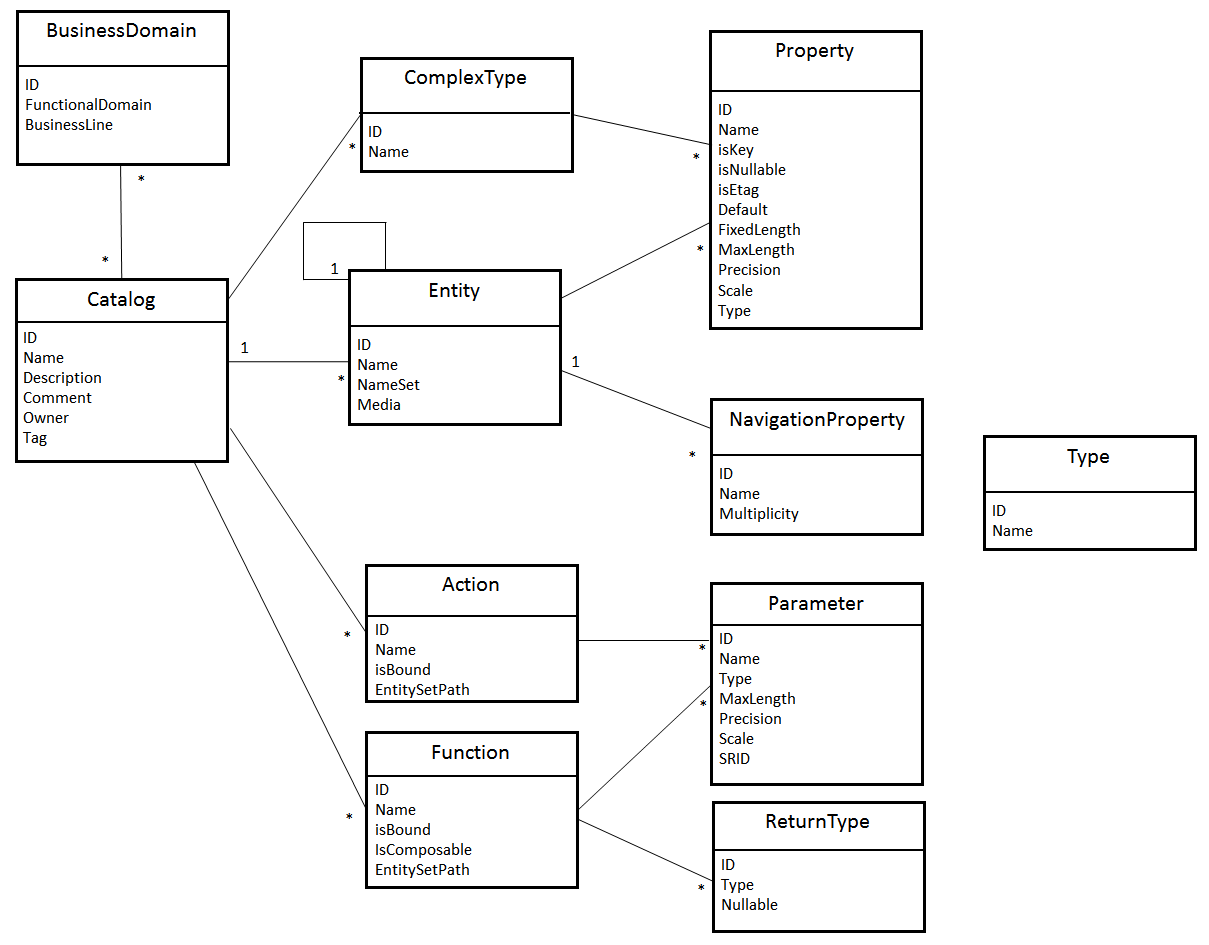 BusinessDomain
ID
FunctionalDomain
BusinessLine
*
*
Catalog
ID
Name
Description
Comment
Owner
Tag
ComplexType
ID
Name
*
1
Entity
ID
Name
NameSet
Media
1
*
Property
ID
Name
isKey
isNullable
isEtag
Default
FixedLength
MaxLength
Precision
Scale
Type
*
*
1
*
NavigationProperty
ID
Name
Multiplicity
Type
ID
Name
Action
ID
Name
isBound
EntitySetPath
*
Function
ID
Name
isBound
IsComposable
EntitySetPath
*
Parameter
ID
Name
Type
MaxLength
Precision
Scale
SRID
*
*
ReturnType
ID
Type
Nullable
*